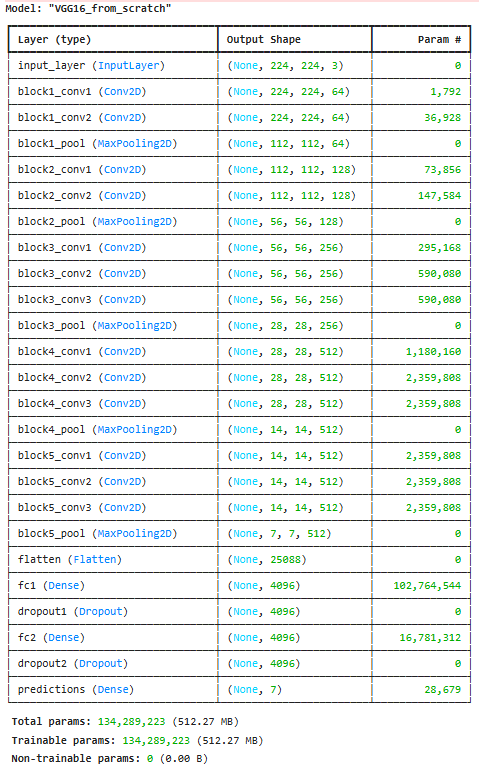 Model: "VGG16_from_scratch"
Layer (type) Output Shape Param #
input_layer (InputLayer) (None, 224, 224, 3) 0
block1_conv1 (Conv2D) (None, 224, 224, 64) 1,792
block1_conv2 (Conv2D) (None, 224, 224, 64) 36,928
block1_pool (MaxPooling2D) (None, 112, 112, 64) 0
block2_conv1 (Conv2D) (None, 112, 112, 128) 73,856
block2_conv2 (Conv2D) (None, 112, 112, 128) 147,584
block2_pool (MaxPooling2D) (None, 56, 56, 128) 0
block3_conv1 (Conv2D) (None, 56, 56, 256) 295,168
block3_conv2 (Conv2D) (None, 56, 56, 256) 590,080
block3_conv3 (Conv2D) (None, 56, 56, 256) 590,080
block3_pool (MaxPooling2D) (None, 28, 28, 256) 0
block4_conv1 (Conv2D) (None, 28, 28, 512) 1,180,160
block4_conv2 (Conv2D) (None, 28, 28, 512) 2,359,808
block4_conv3 (Conv2D) (None, 28, 28, 512) 2,359,808
block4_pool (MaxPooling2D) (None, 14, 14, 512) 0
block5_conv1 (Conv2D) (None, 14, 14, 512) 2,359,808
block5_conv2 (Conv2D) (None, 14, 14, 512) 2,359,808
block5_conv3 (Conv2D) (None, 14, 14, 512) 2,359,808
block5_pool (MaxPooling2D) (None, 7, 7, 512) 0
flatten (Flatten) (None, 25088) 0
fc1 (Dense) (None, 4096) 102,764,544
dropout1 (Dropout) (None, 4096) 0
fc2 (Dense) (None, 4096) 16,781,312
dropout2 (Dropout) (None, 4096) 0
predictions (Dense) (None, 7) 28,679
Total params: 134,289,223 (512.27 MB)
Trainable params: 134,289,223 (512.27 MB)
Non-trainable params: 0 (0.00 B)